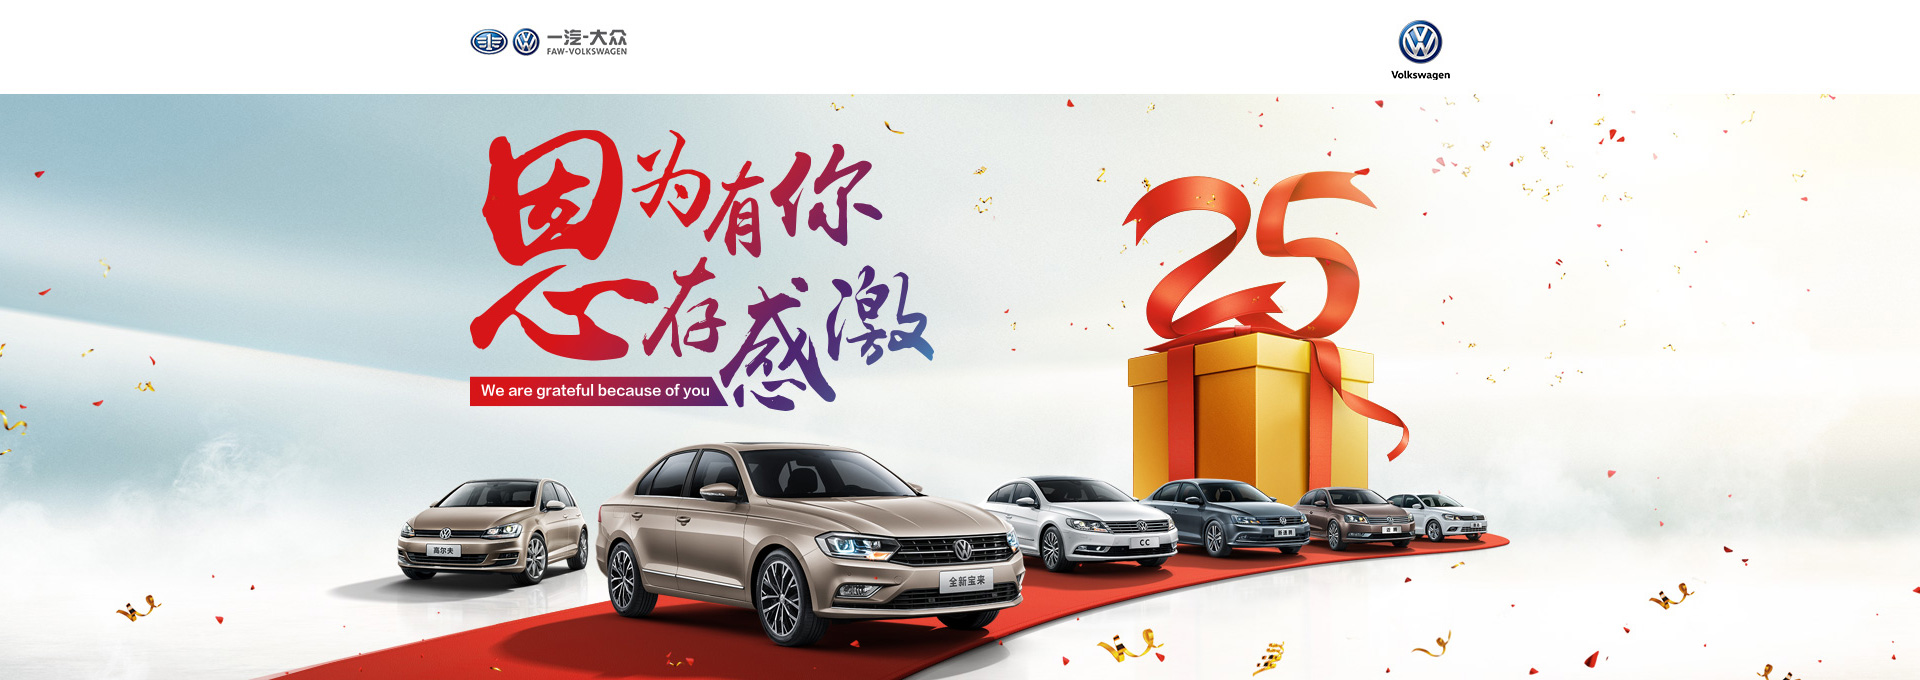 一汽-大众
FAW-VOLKSWAGEN
Volkswagen
因为有你
心存感激
We are grateful because of you
25
高尔夫
全新宝来
CC